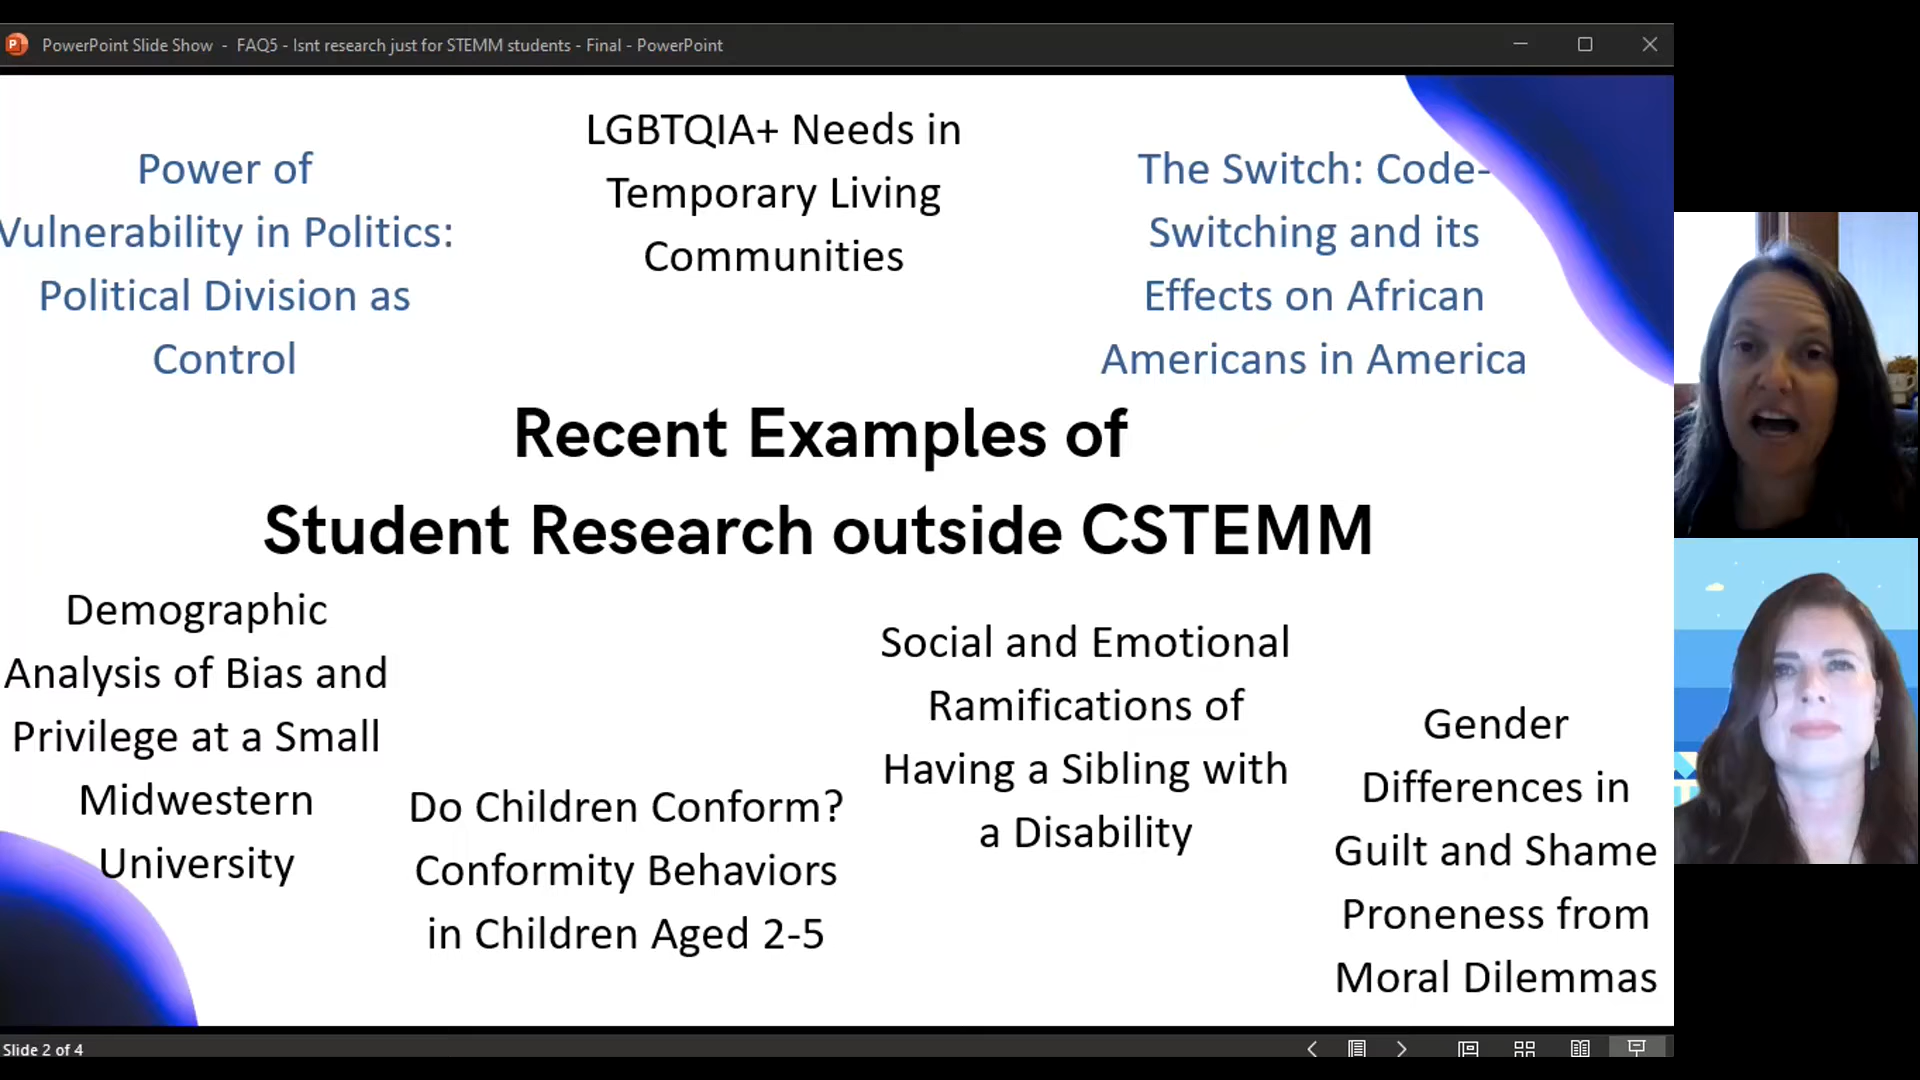 PowerPoint Slide Show - FAQ5 - Isnt research just for STEMM students - Final - PowerPoint
Power of
Vulnerability in Politics:
Political Division as
Control
LGBTQIA+ Needs in
Temporary Living
Communities
The Switch: Code-
Switching and its
Effects on African
Americans in America
Recent Examples of
Student Research outside CSTEMM
Demographic
Analysis of Bias and
Privilege at a Small
Midwestern
University
Do Children Conform?
Conformity Behaviors
in Children Aged 2-5
Social and Emotional
Ramifications of
Having a Sibling with
a Disability
Gender
Differences in
Guilt and Shame
Proneness from
Moral Dilemmas
Slide 2 of 4